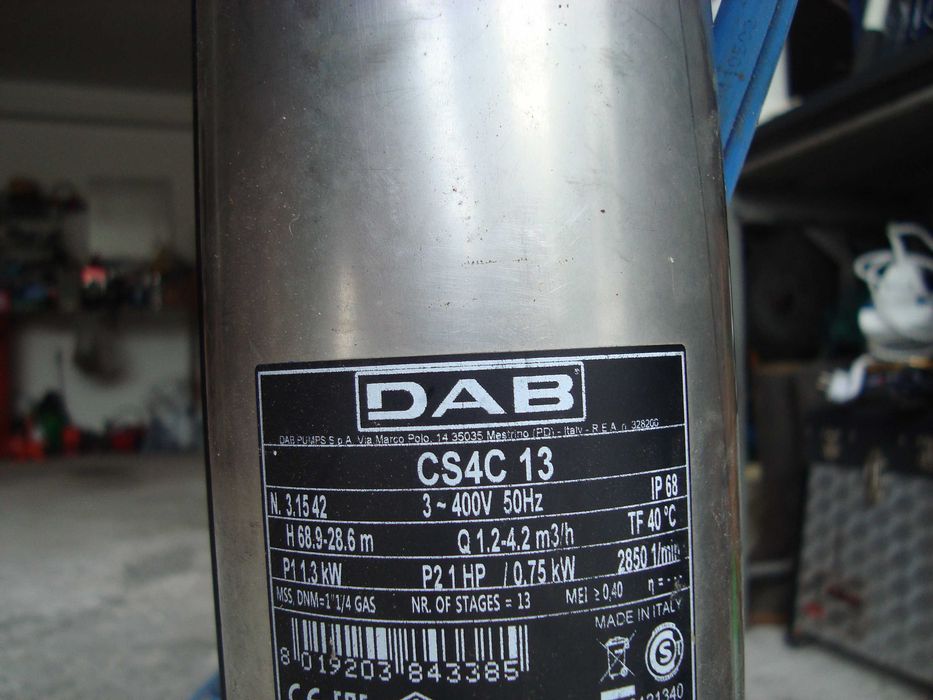 DAB
DAB PUMPS S.p.A. Via Marco Polo, 14 35035 Mestrino (PD) - Italy - R.E.A. n. 328200
CS4C 13
N. 3.1542 3 ~ 400V 50Hz IP 68
H 68.9-28.6 m Q 1.2-4.2 m3/h TF 40 °C
P1 1.3 kW P2 1 HP / 0.75 kW 2850 1/min
MSS. DNM=1"1/4 GAS NR. OF STAGES = 13 MEI ≥ 0,40 η = - -
MADE IN ITALY
8 019203 843385
CE EAC